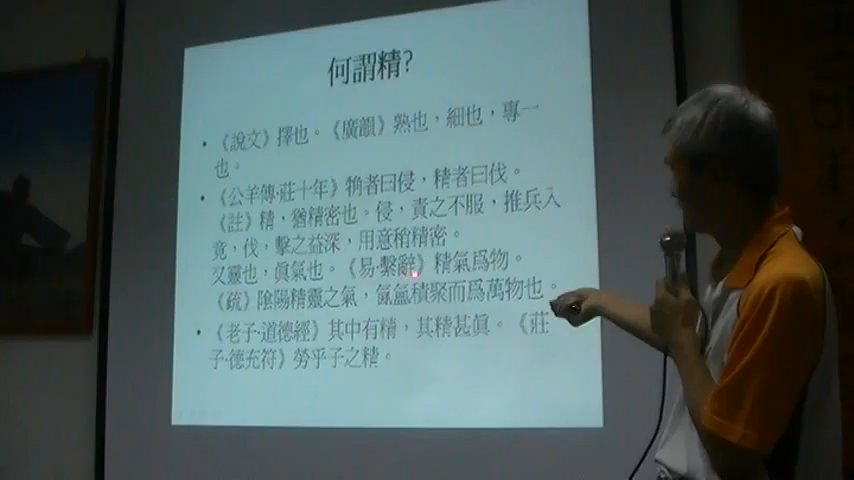 何謂精?
•《說文》擇也。《廣韻》熟也，細也，專一
也。
•《公羊傳·莊十年》觕者曰侵，精者曰伐。
《註》精，猶精密也。侵，責之不服，推兵入
竟，伐，擊之益深，用意稍精密。
又靈也，眞氣也。《易·繫辭》精氣爲物。
《疏》陰陽精靈之氣，氤氳積聚而爲萬物也。
•《老子·道德經》其中有精，其精甚眞。《莊
子·德充符》勞乎子之精。